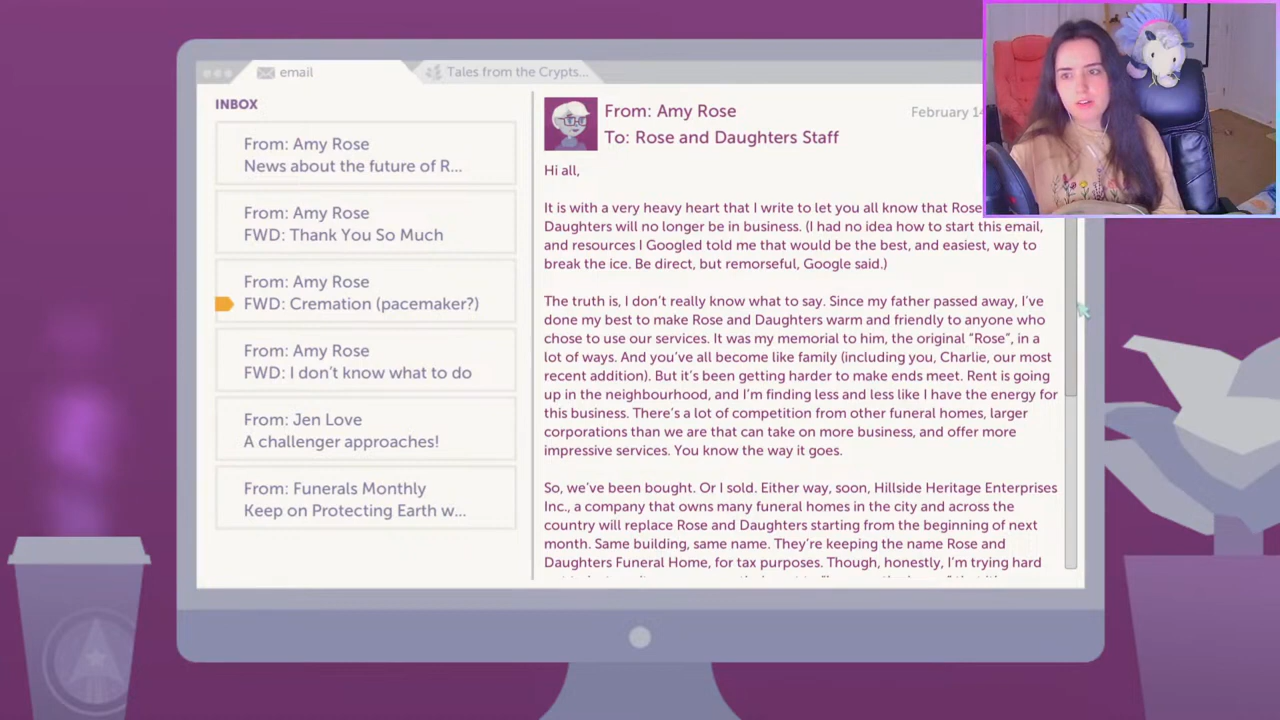 email
Tales from the Crypts...
INBOX
From: Amy Rose
News about the future of R...
From: Amy Rose
FWD: Thank You So Much
From: Amy Rose
FWD: Cremation (pacemaker?)
From: Amy Rose
FWD: I don't know what to do
From: Jen Love
A challenger approaches!
From: Funerals Monthly
Keep on Protecting Earth w...
From: Amy Rose
February
To: Rose and Daughters Staff
Hi all,
It is with a very heavy heart that I write to let you all know that Rose
Daughters will no longer be in business. (I had no idea how to start this email,
and resources I Googled told me that would be the best, and easiest, way to
break the ice. Be direct, but remorseful, Google said.)
The truth is, I don't really know what to say. Since my father passed away, I've
done my best to make Rose and Daughters warm and friendly to anyone who
chose to use our services. It was my memorial to him, the original "Rose", in a
lot of ways. And you've all become like family (including you, Charlie, our most
recent addition). But it's been getting harder to make ends meet. Rent is going
up in the neighbourhood, and I'm finding less and less like I have the energy for
this business. There's a lot of competition from other funeral homes, larger
corporations than we are that can take on more business, and offer more
impressive services. You know the way it goes.
So, we've been bought. Or I sold. Either way, soon, Hillside Heritage Enterprises
Inc., a company that owns many funeral homes in the city and across the
country will replace Rose and Daughters starting from the beginning of next
month. Same building, same name. They're keeping the name Rose and
Daughters Funeral Home, for tax purposes. Though, honestly, I'm trying hard